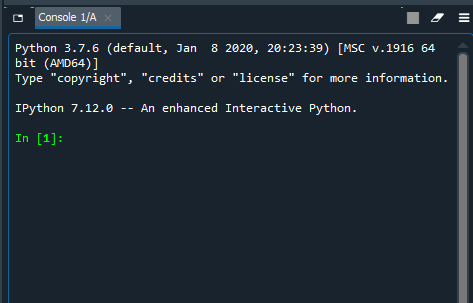 Console 1/A
Python 3.7.6 (default, Jan  8 2020, 20:23:39) [MSC v.1916 64
bit (AMD64)]
Type "copyright", "credits" or "license" for more information.
IPython 7.12.0 -- An enhanced Interactive Python.
In [1]: